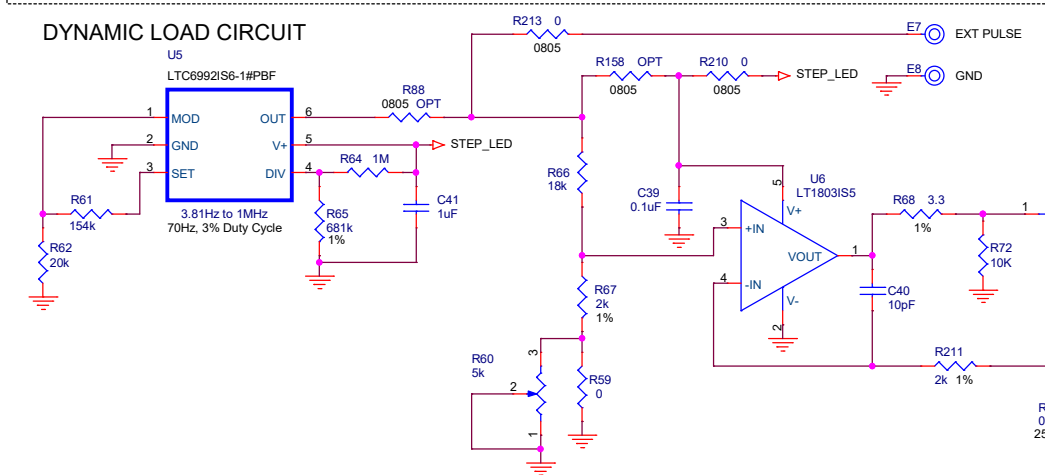 DYNAMIC LOAD CIRCUIT
U5
LTC6992IS6-1#PBF
1 MOD
2 GND
3 SET
OUT 6
V+ 5
DIV 4
3.81Hz to 1MHz
70Hz, 3% Duty Cycle
R61
154k
R62
20k
R88
0805 OPT
R64 1M
STEP_LED
R65
681k
1%
C41
1uF
R213 0
0805
E7
EXT PULSE
E8
GND
R158 OPT
0805
R210 0
0805
STEP_LED
R66
18k
C39
0.1uF
U6
LT1803IS5
5
V+
3
+IN
VOUT
1
4
-IN
V-
2
R67
2k
1%
R60
5k
3
2
1
R59
0
R68 3.3
1%
1
R72
10K
C40
10pF
R211
2k 1%
R
0
25